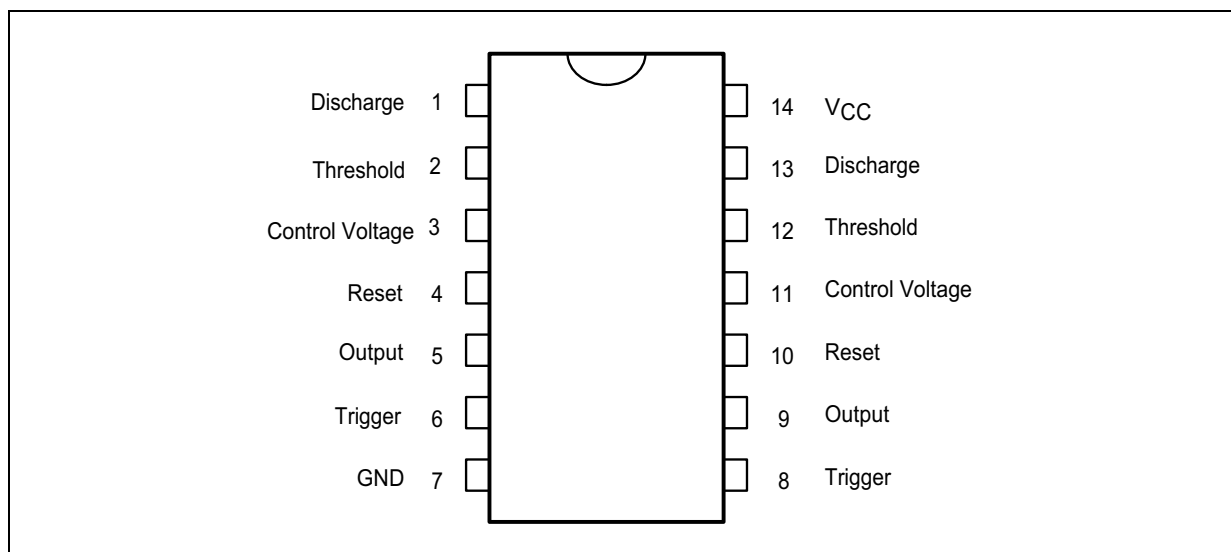 Discharge 1
14 VCC
Threshold 2
13 Discharge
Control Voltage 3
12 Threshold
Reset 4
11 Control Voltage
Output 5
10 Reset
Trigger 6
9 Output
GND 7
8 Trigger